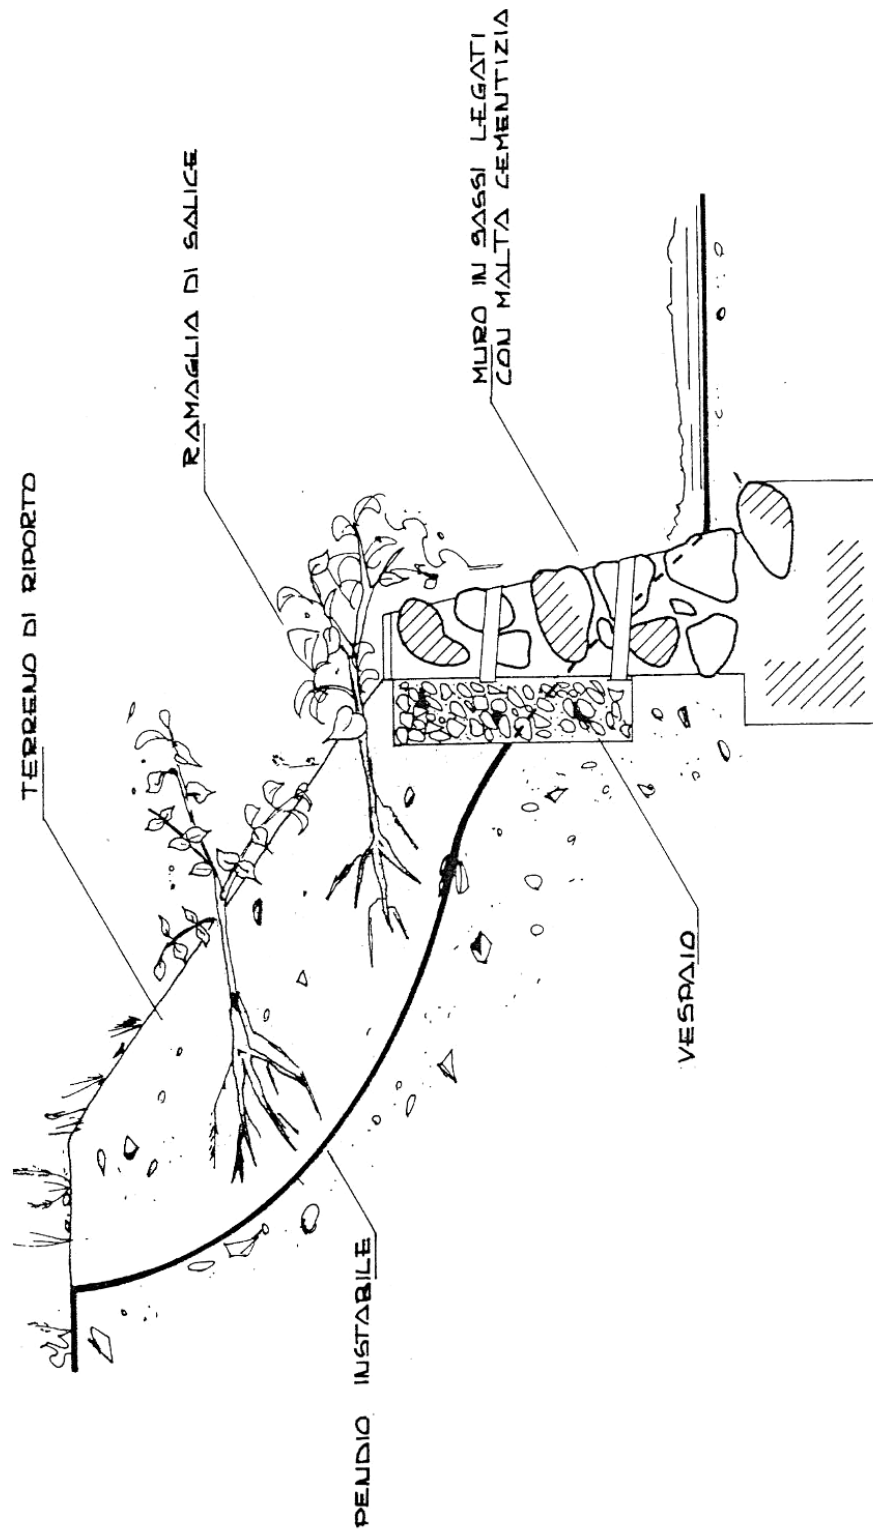 TERRENO DI RIPORTO
RAMAGLIA DI SALICE
MURO IN SASSI LEGATI
CON MALTA CEMENTIZIA
VESPAIO
PENDIO INSTABILE